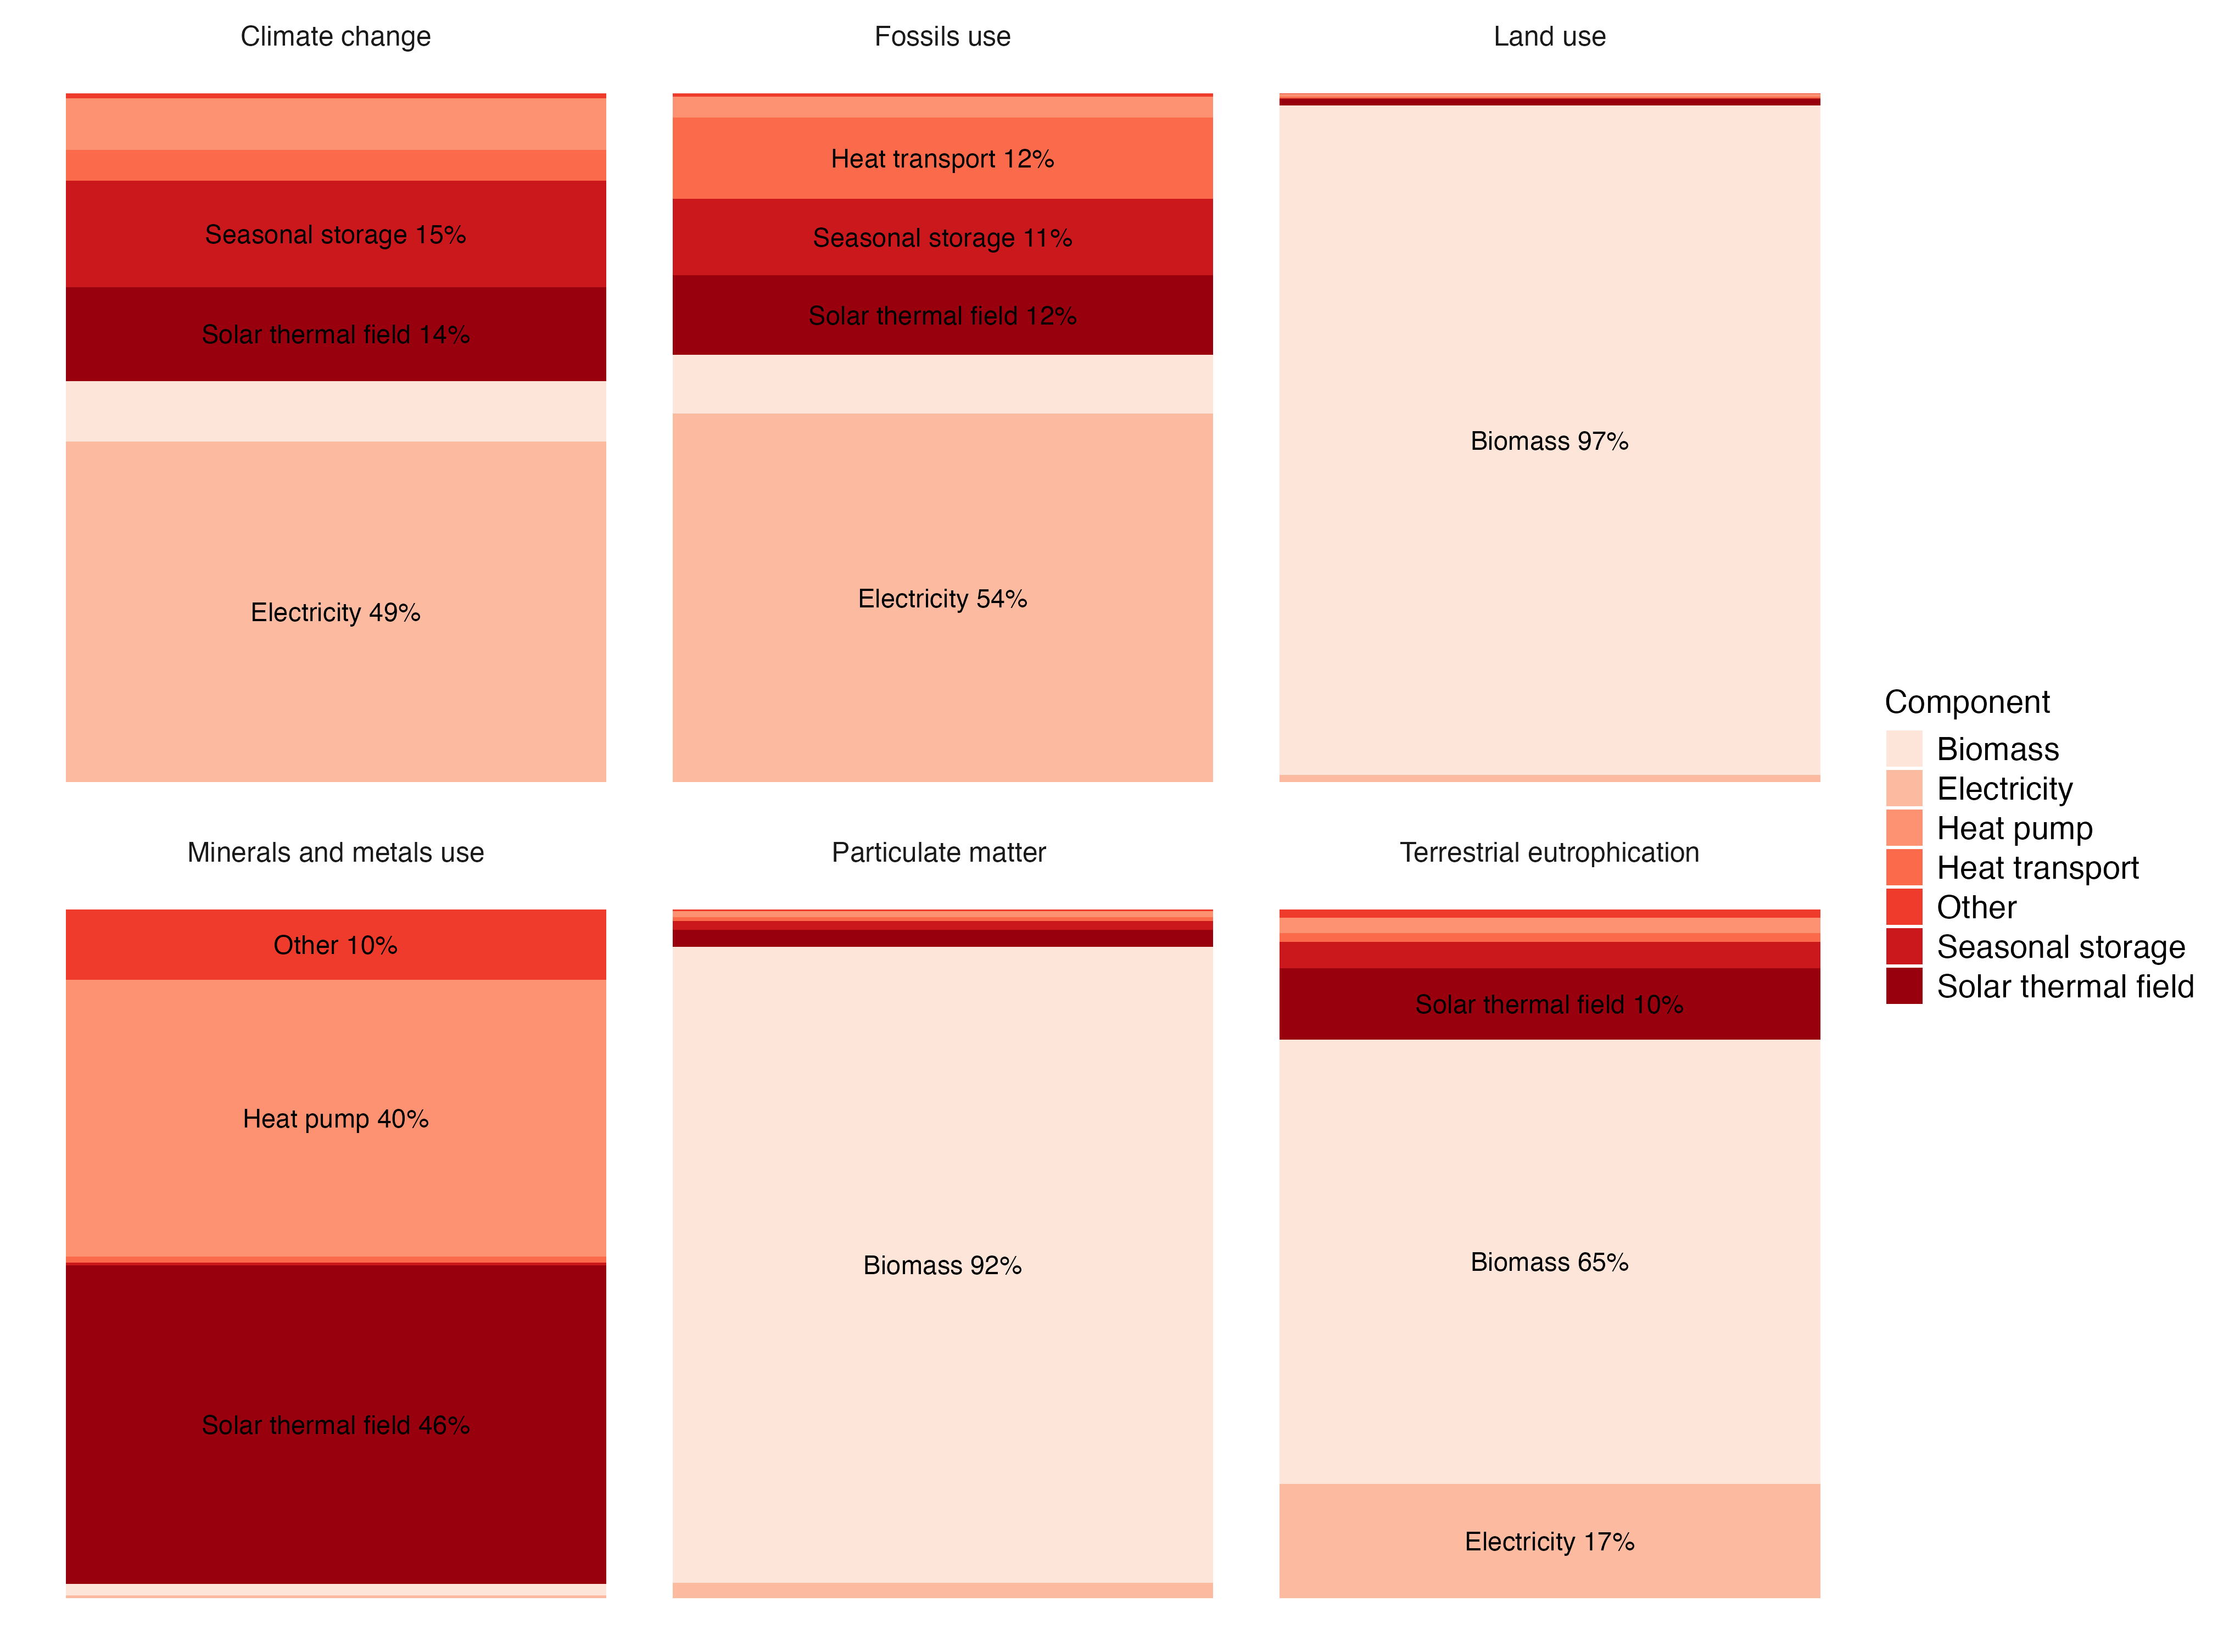 Climate change
Fossils use
Land use
Heat transport 12%
Seasonal storage 15%
Seasonal storage 11%
Solar thermal field 14%
Solar thermal field 12%
Biomass 97%
Electricity 49%
Electricity 54%
Component
Biomass
Electricity
Heat pump
Heat transport
Other
Seasonal storage
Solar thermal field
Minerals and metals use
Particulate matter
Terrestrial eutrophication
Other 10%
Solar thermal field 10%
Heat pump 40%
Biomass 92%
Biomass 65%
Solar thermal field 46%
Electricity 17%